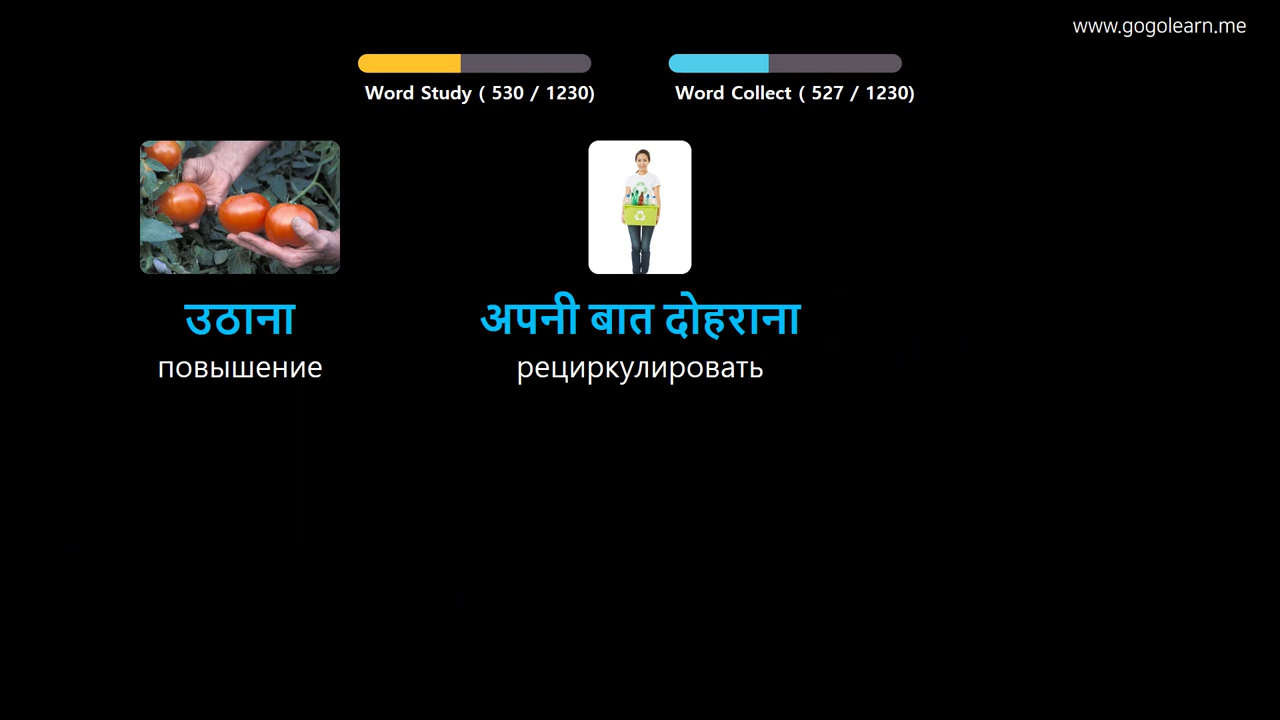 www.gogolearn.me
Word Study ( 530 / 1230)
Word Collect ( 527 / 1230)
उठाना
अपनी बात दोहराना
повышение
рециркулировать